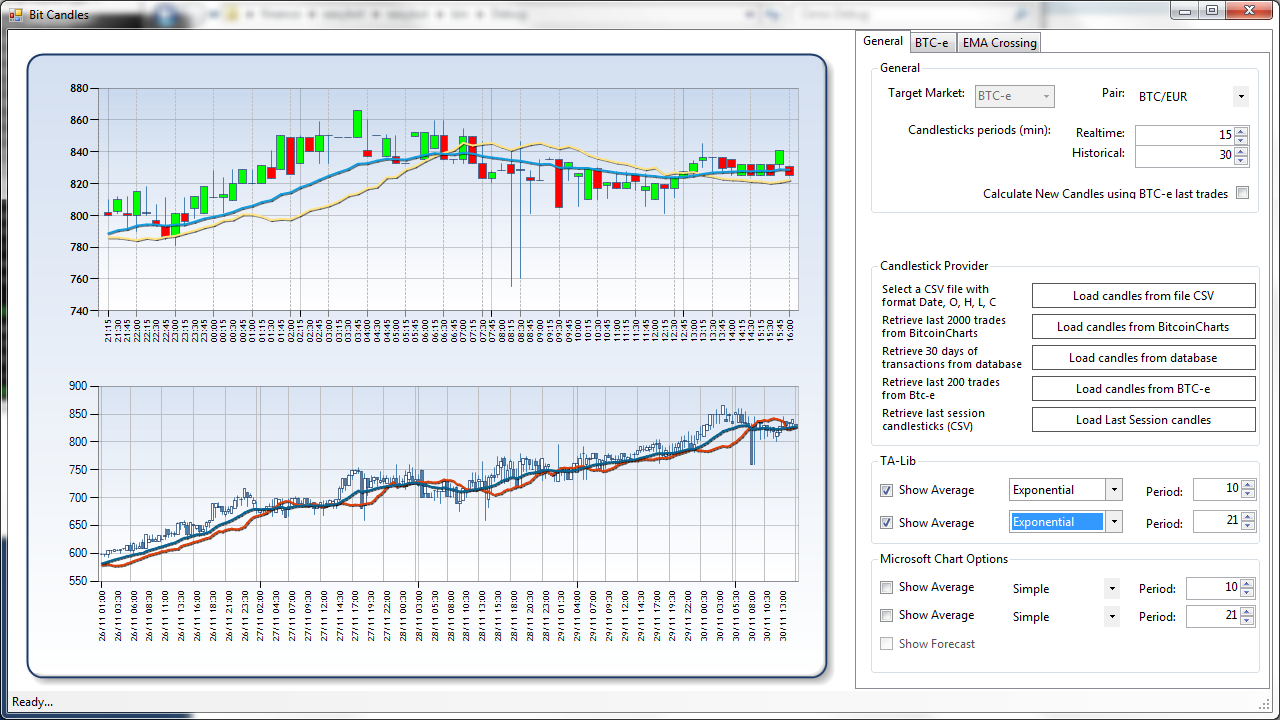 Bit Candles
General BTC-e EMA Crossing
General
Target Market: BTC-e Pair: BTC/EUR
Candlesticks periods (min): Realtime: 15
Historical: 30
Calculate New Candles using BTC-e last trades
Candlestick Provider
Select a CSV file with
format Date, O, H, L, C
Load candles from file CSV
Retrieve last 2000 trades
from BitcoinCharts
Load candles from BitcoinCharts
Retrieve 30 days of
transactions from database
Load candles from database
Retrieve last 200 trades
from Btc-e
Load candles from BTC-e
Retrieve last session
candlesticks (CSV)
Load Last Session candles
TA-Lib
Show Average Exponential Period: 10
Show Average Exponential Period: 21
Microsoft Chart Options
Show Average Simple Period: 10
Show Average Simple Period: 21
Show Forecast
880
860
840
820
800
780
760
740
21:15 21:30 21:45 22:00 22:15 22:30 22:45 23:00 23:15 23:30 23:45 00:00 00:15 00:30 00:45 01:00 01:15 01:30 01:45 02:00 02:15 02:30 02:45 03:00 03:15 03:30 03:45 04:00 04:15 04:30 04:45 05:00 05:15 05:30 05:45 06:00 06:15 06:30 06:45 07:00 07:15 07:30 07:45 08:00 08:15 08:30 08:45 09:00 09:15 09:30 09:45 10:00 10:15 10:30 10:45 11:00 11:15 11:30 11:45 12:00 12:15 12:30 12:45 13:00 13:15 13:30 13:45 14:00 14:15 14:30 14:45 15:00 15:15 15:30 15:45 16:00
900
850
800
750
700
650
600
550
26/11 01:00 26/11 03:30 26/11 06:00 26/11 08:30 26/11 11:00 26/11 13:30 26/11 16:00 26/11 18:30 26/11 21:00 26/11 23:30 27/11 02:00 27/11 04:30 27/11 07:00 27/11 09:30 27/11 12:00 27/11 14:30 27/11 17:00 27/11 19:30 27/11 22:00 28/11 00:30 28/11 03:00 28/11 05:30 28/11 08:00 28/11 10:30 28/11 13:00 28/11 15:30 28/11 18:00 28/11 20:30 28/11 23:00 29/11 01:30 29/11 04:00 29/11 07:00 29/11 09:30 29/11 12:00 29/11 14:30 29/11 17:00 29/11 19:30 29/11 22:00 30/11 00:30 30/11 03:00 30/11 05:30 30/11 08:00 30/11 10:30 30/11 13:00
Ready...